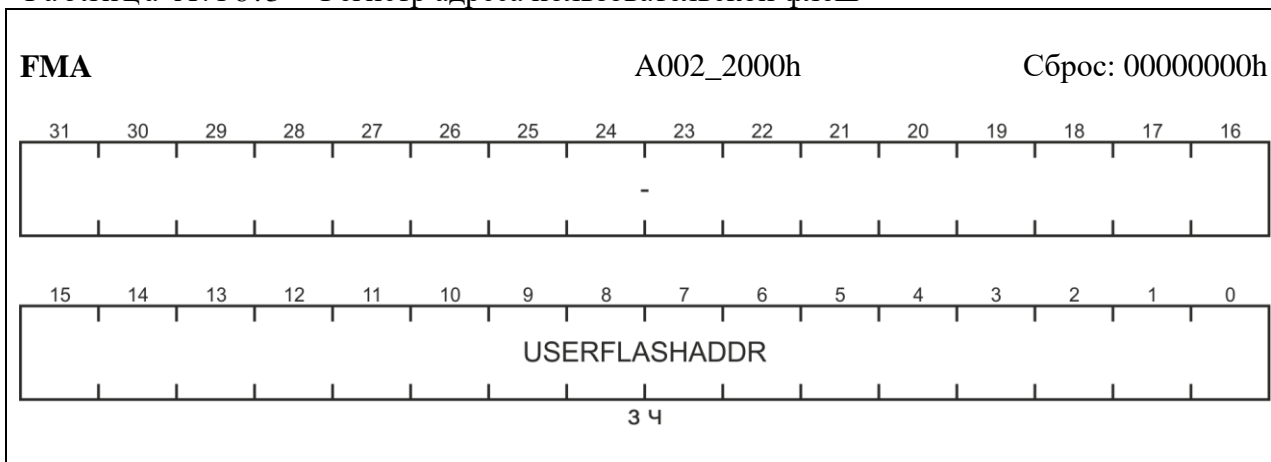 FMA A002_2000h Сброс: 00000000h
31 30 29 28 27 26 25 24 23 22 21 20 19 18 17 16
-
15 14 13 12 11 10 9 8 7 6 5 4 3 2 1 0
USERFLASHADDR
З Ч